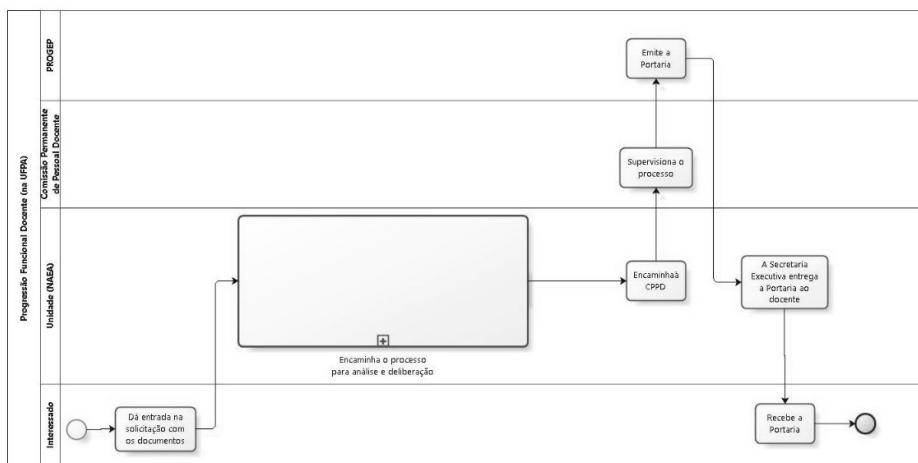 Progressão Funcional Docente (na UFPA)
PROGEP
Emite a
Portaria
Comissão Permanente
de Pessoal Docente
Supervisiona o
processo
Unidade (NAEA)
Encaminha o processo
para análise e deliberação
Encaminhaà
CPPD
A Secretaria
Executiva entrega
a Portaria ao
docente
Interessado
Dá entrada na
solicitação com
os documentos
Recebe a
Portaria